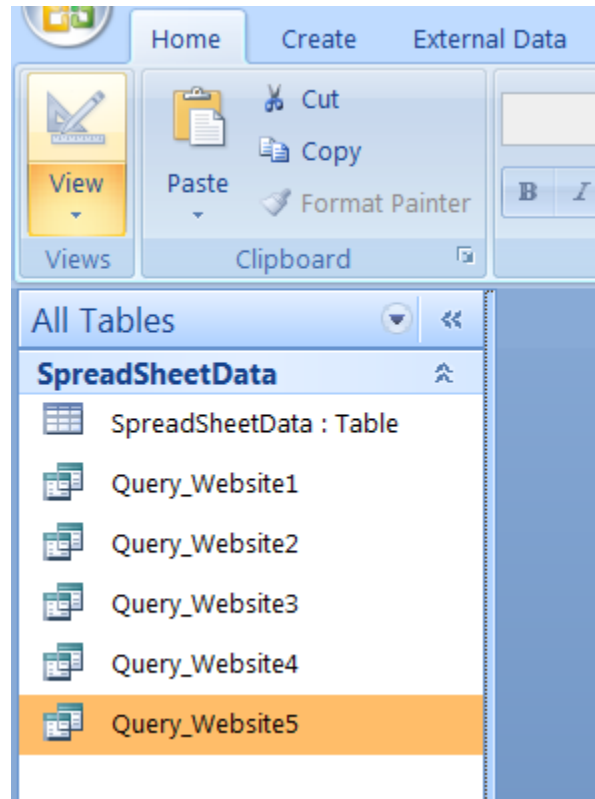 Home Create External Data
Cut
Copy
View Paste Format Painter B I
Views Clipboard
All Tables
SpreadSheetData
SpreadSheetData : Table
Query_Website1
Query_Website2
Query_Website3
Query_Website4
Query_Website5